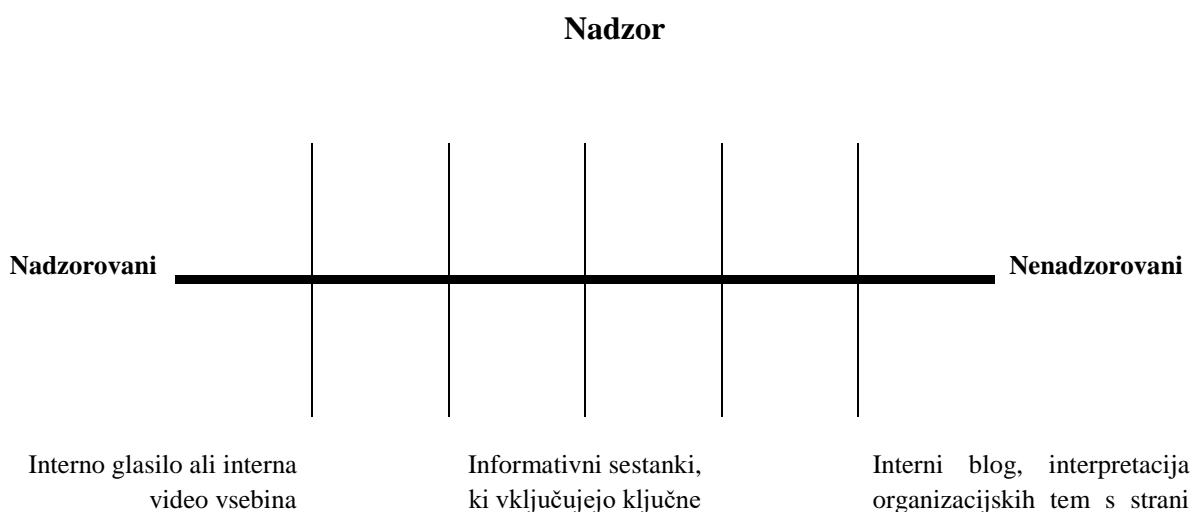 Nadzor
Nadzorovani
Nenadzorovani
Interno glasilo ali interna
video vsebina
Informativni sestanki,
ki vključujejo ključne
Interni blog, interpretacija
organizacijskih tem s strani